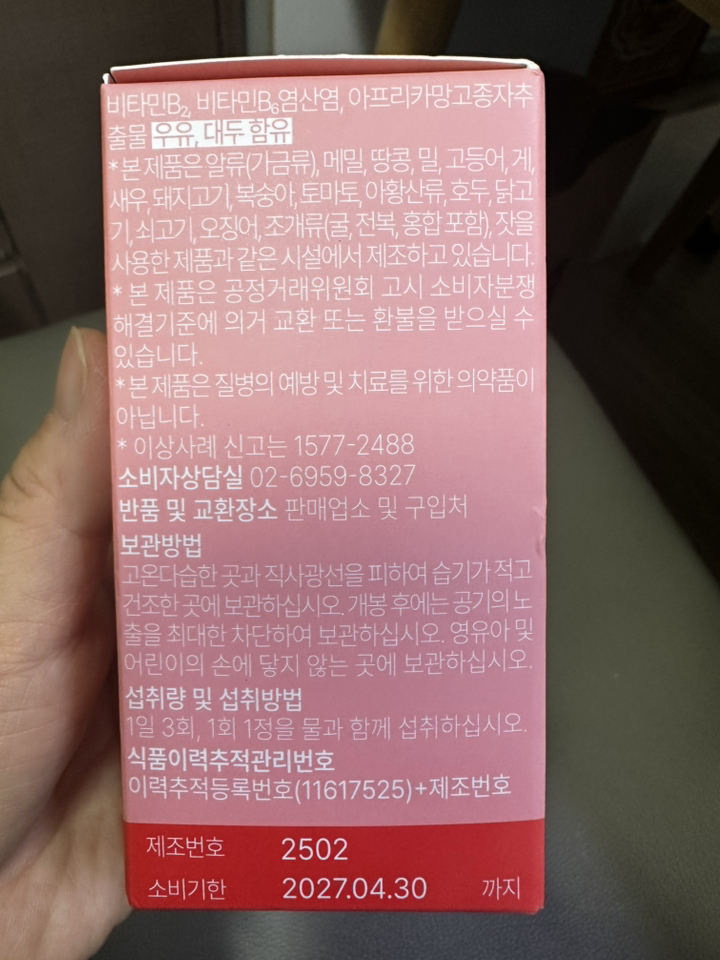 비타민B₂, 비타민B₆염산염, 아프리카망고종자추
출물 우유, 대두 함유
*본 제품은 알류(가금류), 메밀, 땅콩, 밀, 고등어, 게,
새우, 돼지고기, 복숭아, 토마토, 아황산류, 호두, 닭고
기, 쇠고기, 오징어, 조개류(굴, 전복, 홍합 포함), 잣을
사용한 제품과 같은 시설에서 제조하고 있습니다.
* 본 제품은 공정거래위원회 고시 소비자분쟁
해결기준에 의거 교환 또는 환불을 받으실 수
있습니다.
*본 제품은 질병의 예방 및 치료를 위한 의약품이
아닙니다.
* 이상사례 신고는 1577-2488
소비자상담실 02-6959-8327
반품 및 교환장소 판매업소 및 구입처
보관방법
고온다습한 곳과 직사광선을 피하여 습기가 적고
건조한 곳에 보관하십시오. 개봉 후에는 공기의 노
출을 최대한 차단하여 보관하십시오. 영유아 및
어린이의 손에 닿지 않는 곳에 보관하십시오.
섭취량 및 섭취방법
1일 3회, 1회 1정을 물과 함께 섭취하십시오.
식품이력추적관리번호
이력추적등록번호(11617525)+제조번호
제조번호 2502
소비기한 2027.04.30 까지